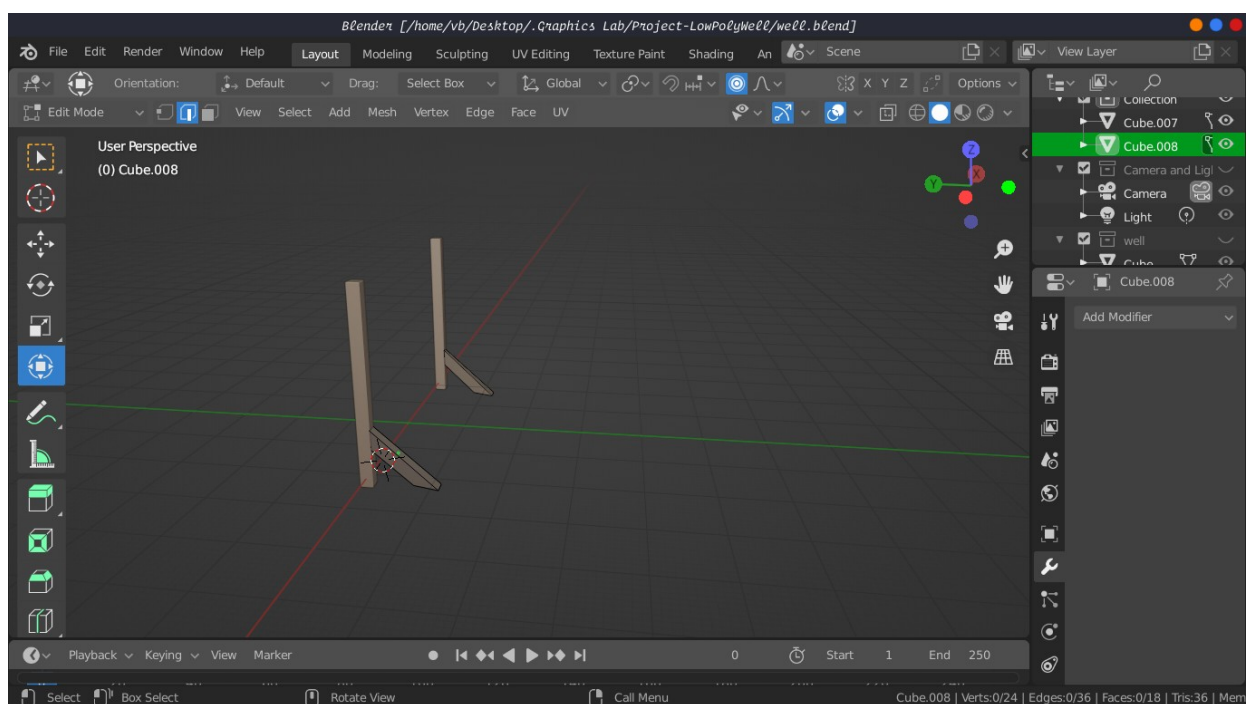 Blender [/home/vb/Desktop/.Graphics Lab/Project-LowPolyWell/well.blend]
File Edit Render Window Help Layout Modeling Sculpting UV Editing Texture Paint Shading An Scene View Layer
Orientation: Default Drag: Select Box Global X Y Z Options
Edit Mode View Select Add Mesh Vertex Edge Face UV
Collection
Cube.007
Cube.008
Camera and Ligl
Camera
Light
well
Cube
User Perspective
(0) Cube.008
Z
X
Y
Cube.008
Add Modifier
Playback Keying View Marker 0 Start 1 End 250
Select Box Select Rotate View Call Menu Cube.008 | Verts:0/24 | Edges:0/36 | Faces:0/18 | Tris:36 | Mem